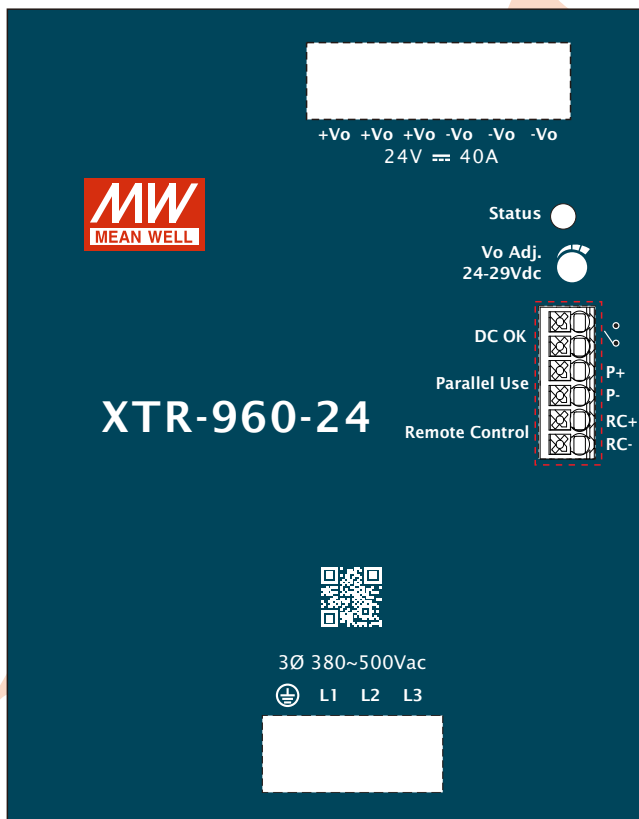 +Vo +Vo +Vo -Vo -Vo -Vo
24V ⎓ 40A
MW
MEAN WELL
Status
Vo Adj.
24-29Vdc
DC OK
Parallel Use
P+
P-
XTR-960-24
Remote Control
RC+
RC-
3Ø 380~500Vac
L1 L2 L3